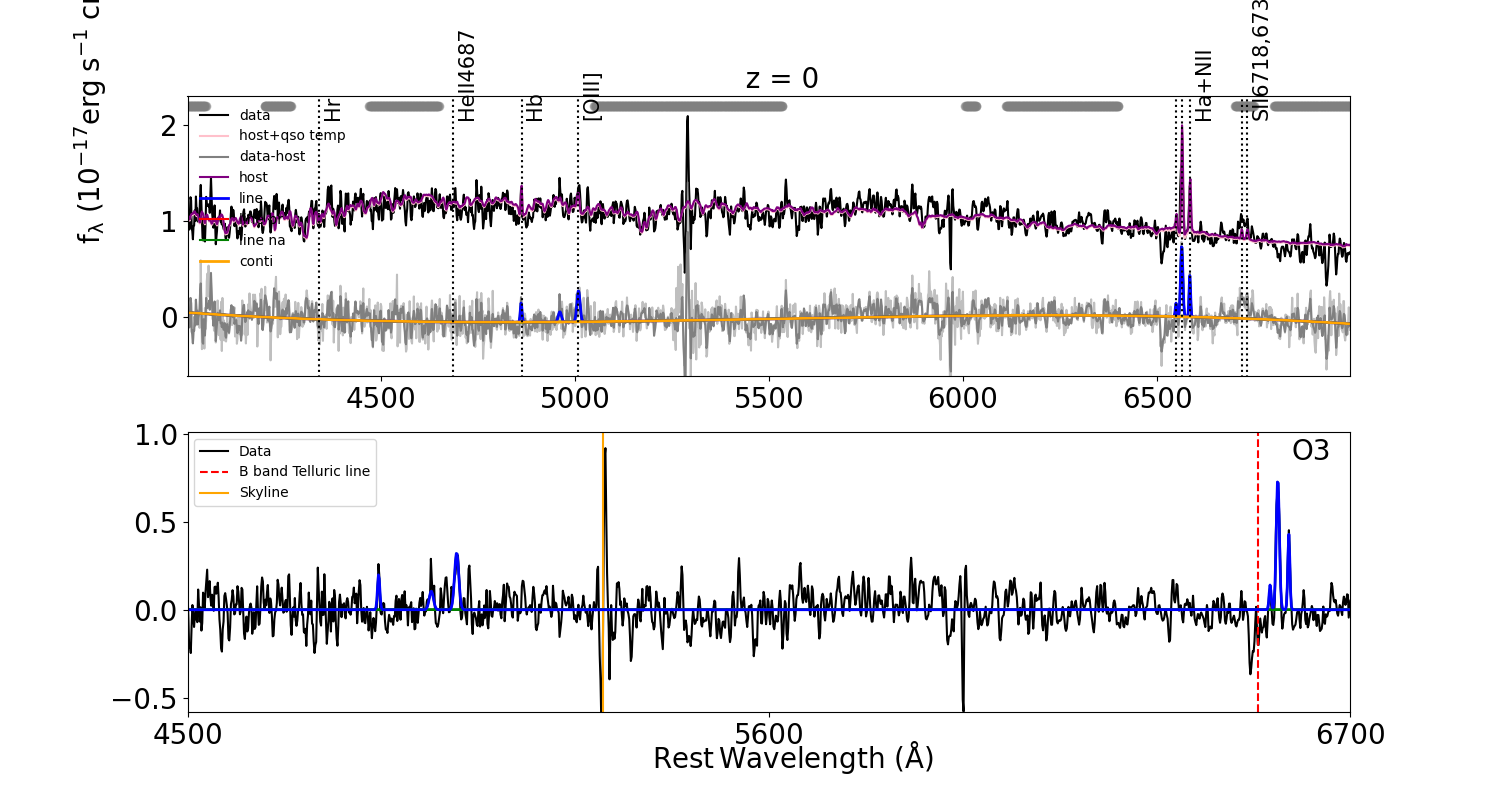 z = 0
f_λ (10^{−17}erg s^{−1} c
Hr
HeII4687
Hb
[OIII]
Ha+NII
SII6718,673
data
host+qso temp
data-host
host
line
line na
conti
2
1
0
4500 5000 5500 6000 6500
O3
Data
B band Telluric line
Skyline
1.0
0.5
0.0
−0.5
4500 5600 6700
Rest Wavelength (Å)